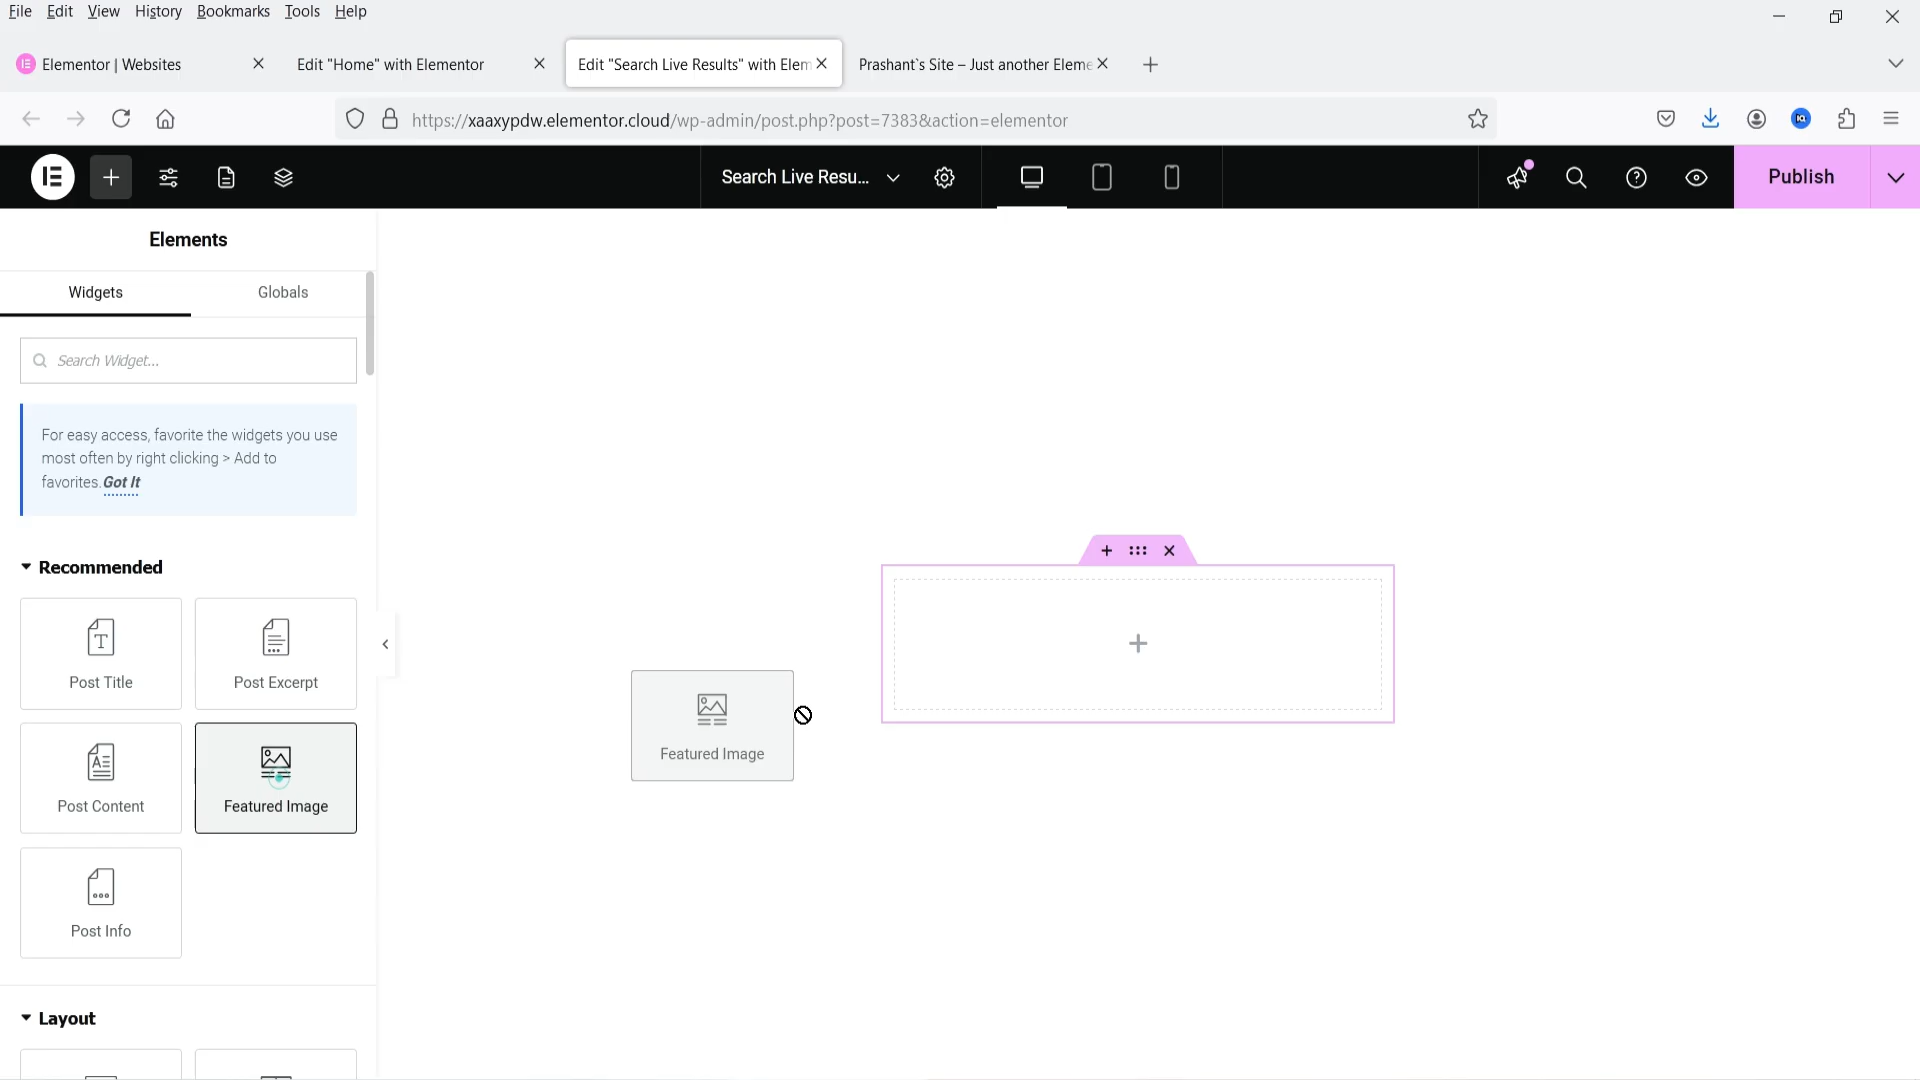 File Edit View History Bookmarks Tools Help
Elementor | Websites
Edit "Home" with Elementor
Edit "Search Live Results" with Elem
Prashant`s Site – Just another Eleme
https://xaaxypdw.elementor.cloud/wp-admin/post.php?post=7383&action=elementor
Search Live Resu...
Publish
Elements
Widgets
Globals
Search Widget...
For easy access, favorite the widgets you use
most often by right clicking > Add to
favorites. Got It
Recommended
Post Title
Post Excerpt
Post Content
Featured Image
Post Info
Layout
Featured Image